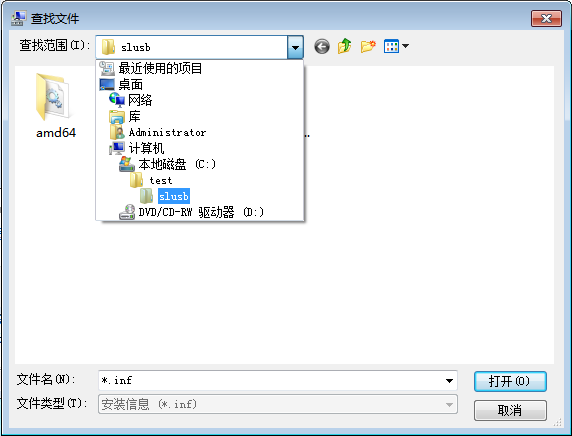 查找文件
查找范围(I):
slusb
最近使用的项目
桌面
网络
库
Administrator
计算机
本地磁盘 (C:)
test
slusb
DVD/CD-RW 驱动器 (D:)
amd64
..
文件名(N):
*.inf
打开(O)
文件类型(T):
安装信息 (*.inf)
取消